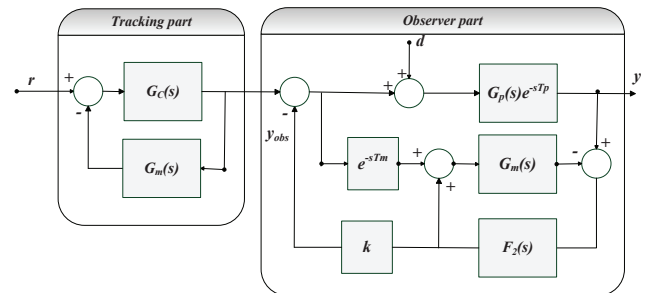 Tracking part
Observer part
r
+
-
G_C(s)
G_m(s)
-
y_obs
d
+
+
G_p(s)e^{-sTp}
y
e^{-sTm}
+
+
G_m(s)
-
+
k
F_2(s)